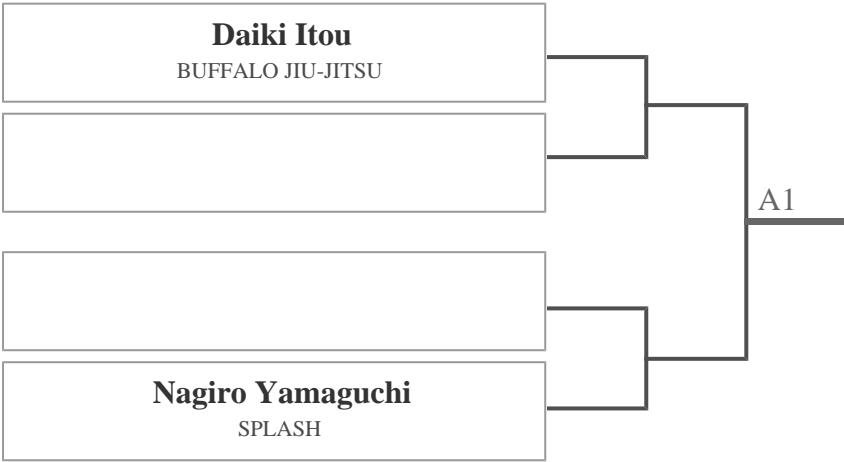 Daiki Itou
BUFFALO JIU-JITSU
A1
Nagiro Yamaguchi
SPLASH